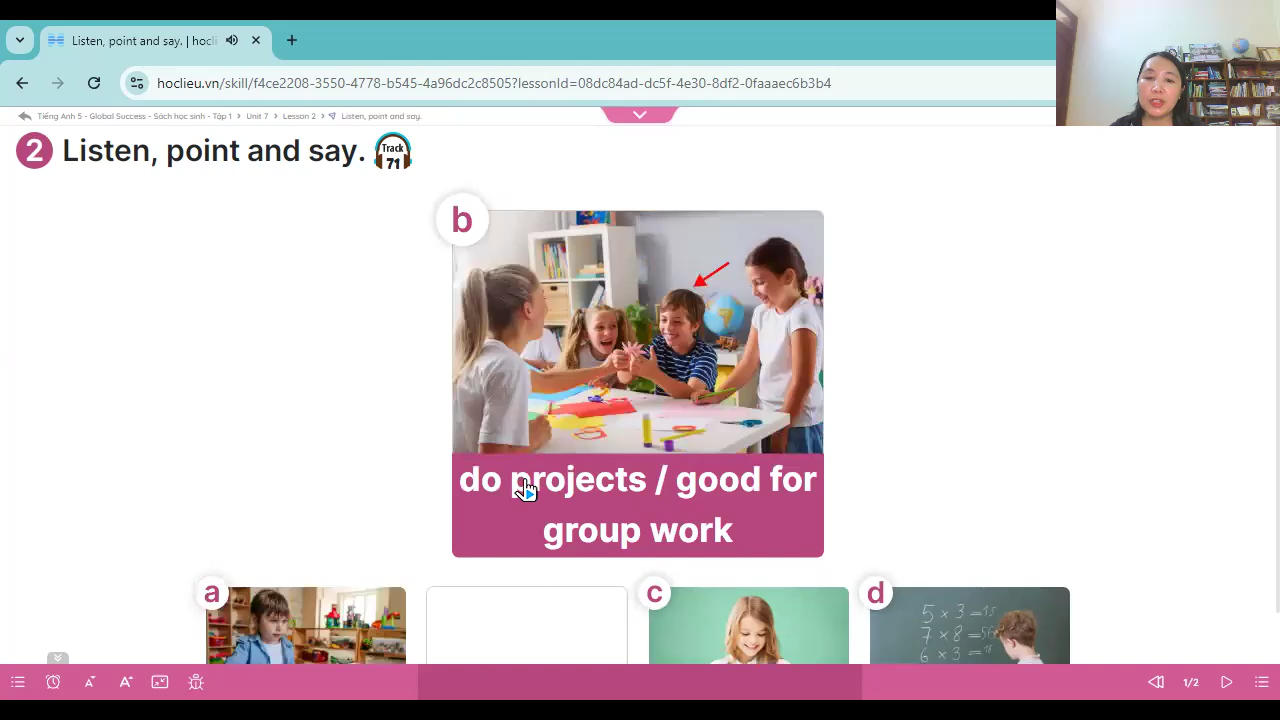 Listen, point and say. | hocli
hoclieu.vn/skill/f4ce2208-3550-4778-b545-4a96c2c8505?lessonId=08dc84ad-dc5f-4e30-8df2-0faaaec6b3b4
Tiếng Anh 5 - Global Success - Sách học sinh - Tập 1 > Unit 7 > Lesson 2 > Listen, point and say.
2 Listen, point and say. Track 71
b
do projects / good for
group work
a
c
d
5 × 3 = 15
7 × 8 = 56
6 × 3 = 18
1/2